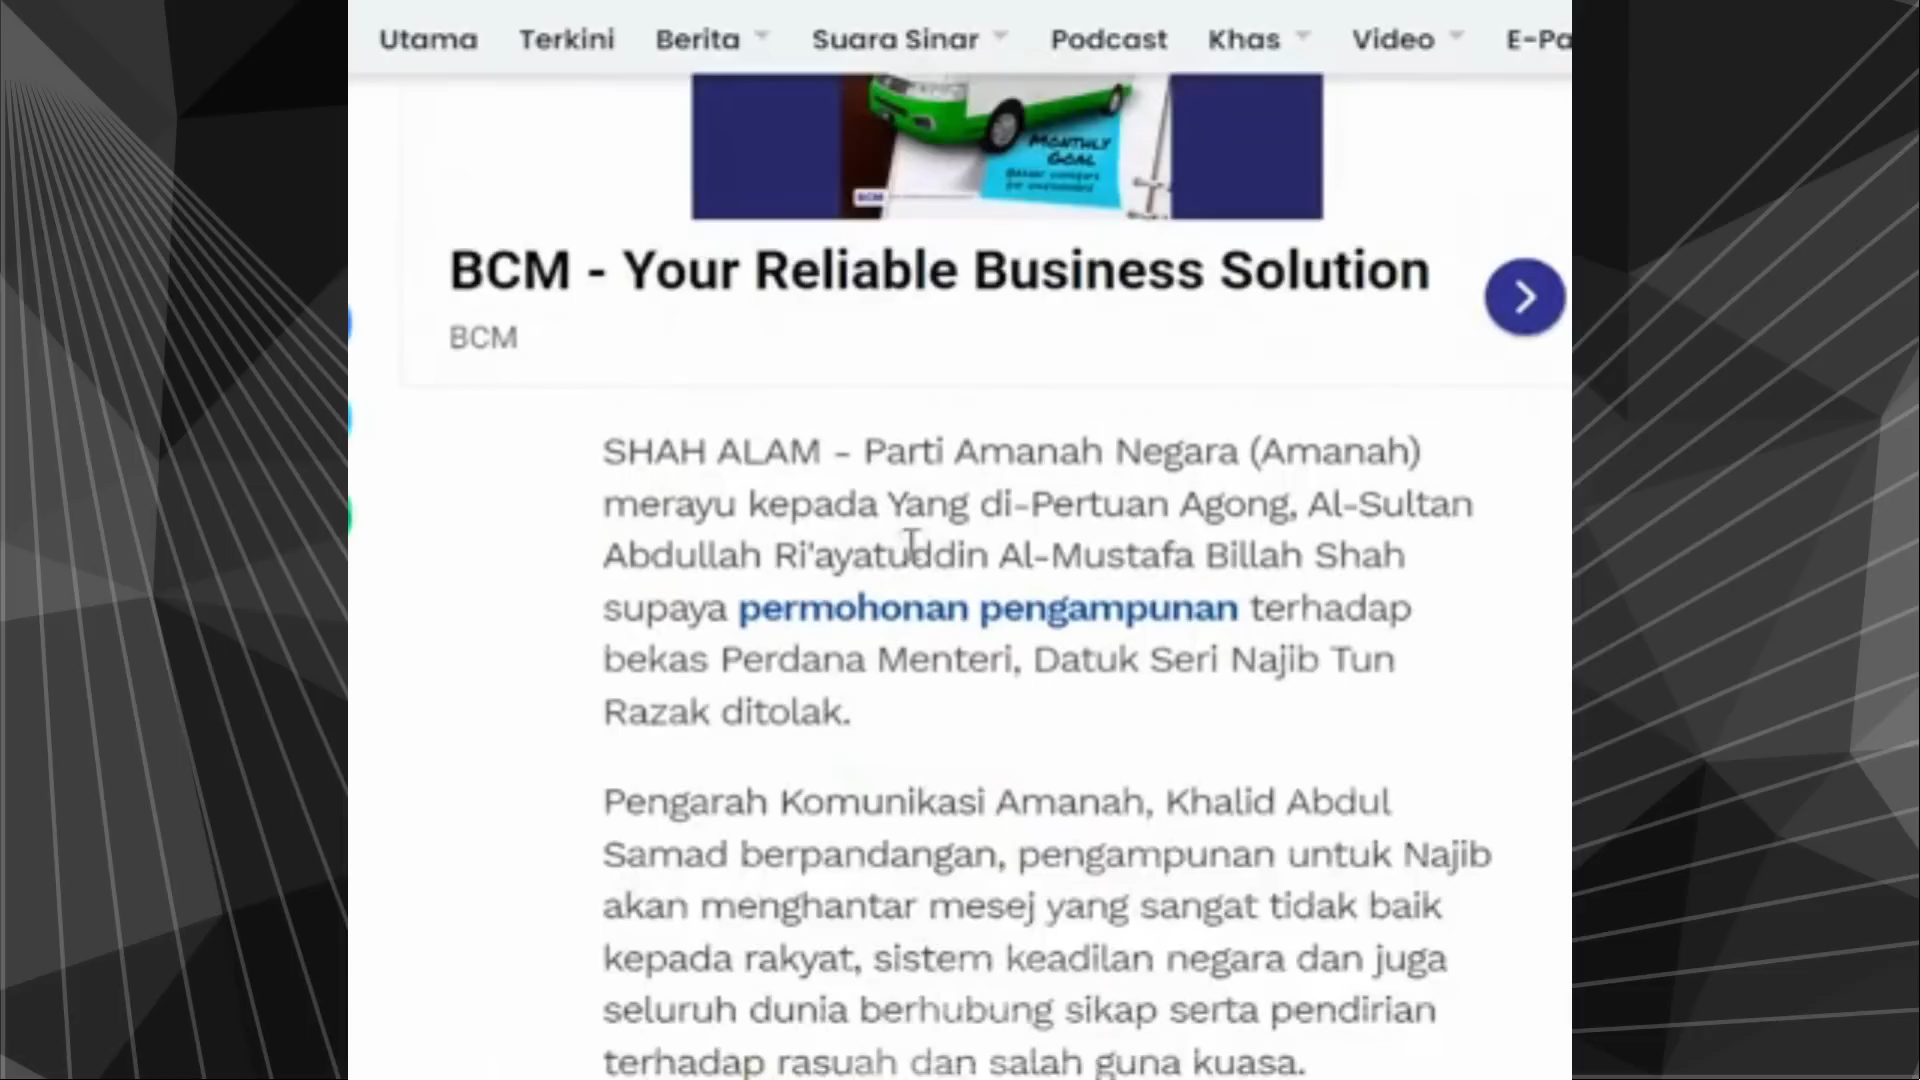 Utama Terkini Berita Suara Sinar Podcast Khas Video E-Pa
MONTHLY
GOAL
BCM
BCM - Your Reliable Business Solution
BCM
SHAH ALAM - Parti Amanah Negara (Amanah)
merayu kepada Yang di-Pertuan Agong, Al-Sultan
Abdullah Ri'ayatuddin Al-Mustafa Billah Shah
supaya permohonan pengampunan terhadap
bekas Perdana Menteri, Datuk Seri Najib Tun
Razak ditolak.
Pengarah Komunikasi Amanah, Khalid Abdul
Samad berpandangan, pengampunan untuk Najib
akan menghantar mesej yang sangat tidak baik
kepada rakyat, sistem keadilan negara dan juga
seluruh dunia berhubung sikap serta pendirian
terhadap rasuah dan salah guna kuasa.